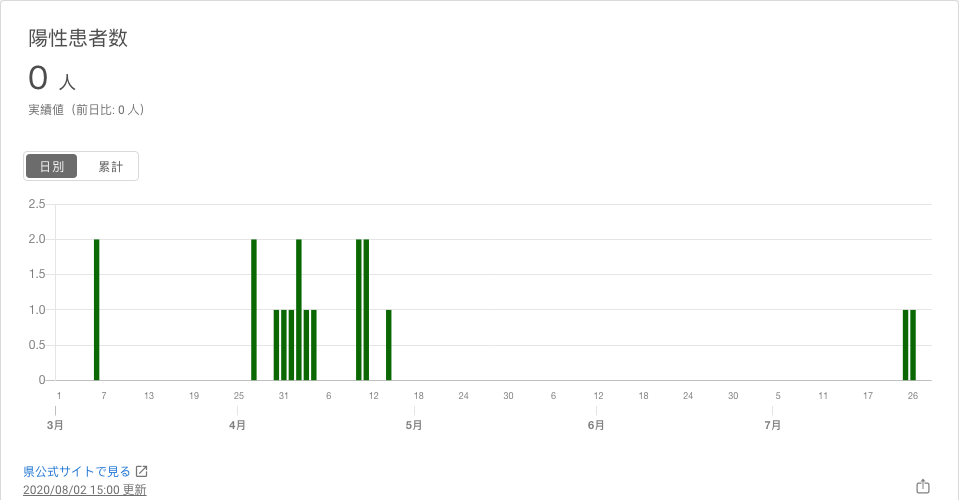 陽性患者数
0 人
実績値（前日比: 0 人）
日別 累計
2.5
2.0
1.5
1.0
0.5
0
1 7 13 19 25 31 6 12 18 24 30 6 12 18 24 30 5 11 17 26
3月 4月 5月 6月 7月
県公式サイトで見る
2020/08/02 15:00 更新